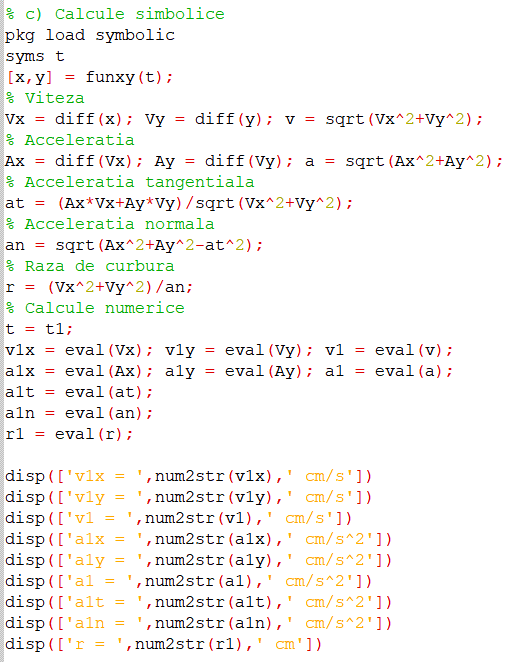 % c) Calcule simbolice
pkg load symbolic
syms t
[x,y] = funxy(t);
% Viteza
Vx = diff(x); Vy = diff(y); v = sqrt(Vx^2+Vy^2);
% Acceleratia
Ax = diff(Vx); Ay = diff(Vy); a = sqrt(Ax^2+Ay^2);
% Acceleratia tangentiala
at = (Ax*Vx+Ay*Vy)/sqrt(Vx^2+Vy^2);
% Acceleratia normala
an = sqrt(Ax^2+Ay^2-at^2);
% Raza de curbura
r = (Vx^2+Vy^2)/an;
% Calcule numerice
t = t1;
v1x = eval(Vx); v1y = eval(Vy); v1 = eval(v);
a1x = eval(Ax); a1y = eval(Ay); a1 = eval(a);
a1t = eval(at);
a1n = eval(an);
r1 = eval(r);

disp(['v1x = ',num2str(v1x),' cm/s'])
disp(['v1y = ',num2str(v1y),' cm/s'])
disp(['v1 = ',num2str(v1),' cm/s'])
disp(['a1x = ',num2str(a1x),' cm/s^2'])
disp(['a1y = ',num2str(a1y),' cm/s^2'])
disp(['a1 = ',num2str(a1),' cm/s^2'])
disp(['a1t = ',num2str(a1t),' cm/s^2'])
disp(['a1n = ',num2str(a1n),' cm/s^2'])
disp(['r = ',num2str(r1),' cm'])